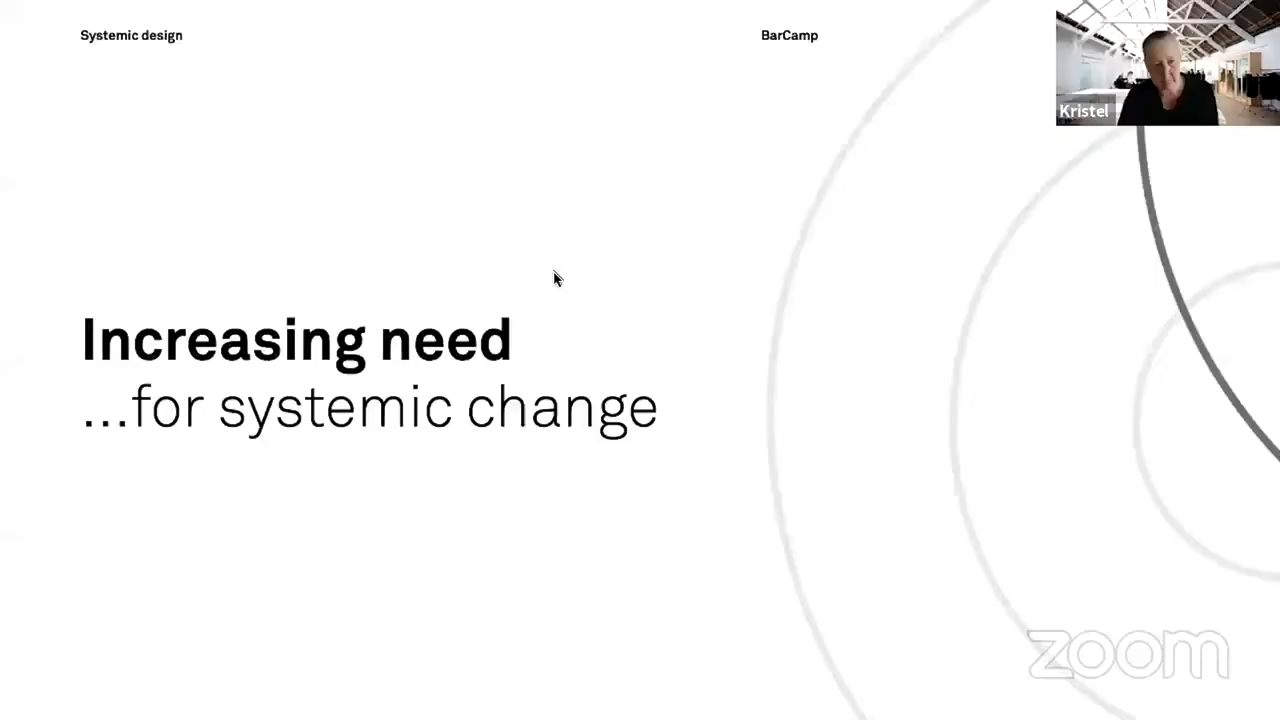 Systemic design
BarCamp
Kristel
Increasing need
...for systemic change
zoom